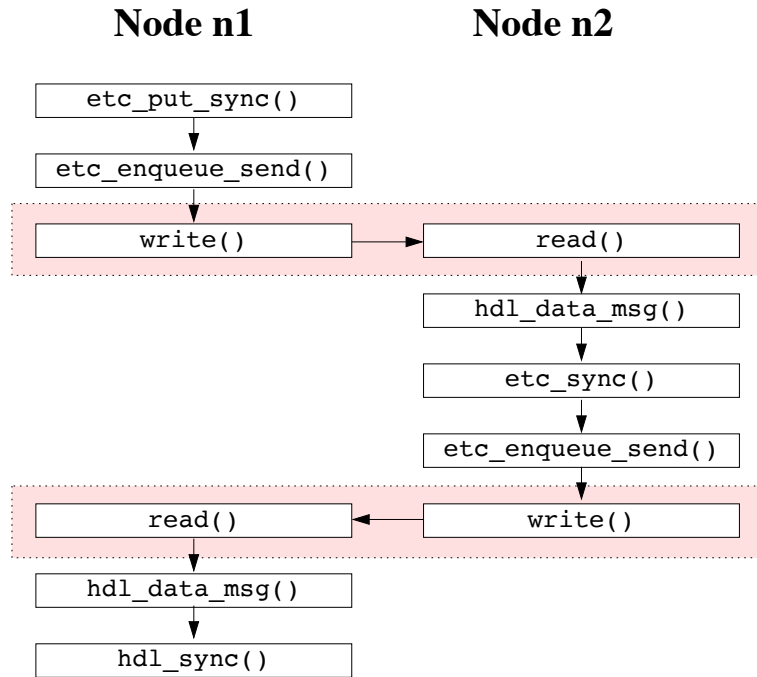 Node n1 Node n2
etc_put_sync()
etc_enqueue_send()
write() read()
hdl_data_msg()
etc_sync()
etc_enqueue_send()
read() write()
hdl_data_msg()
hdl_sync()